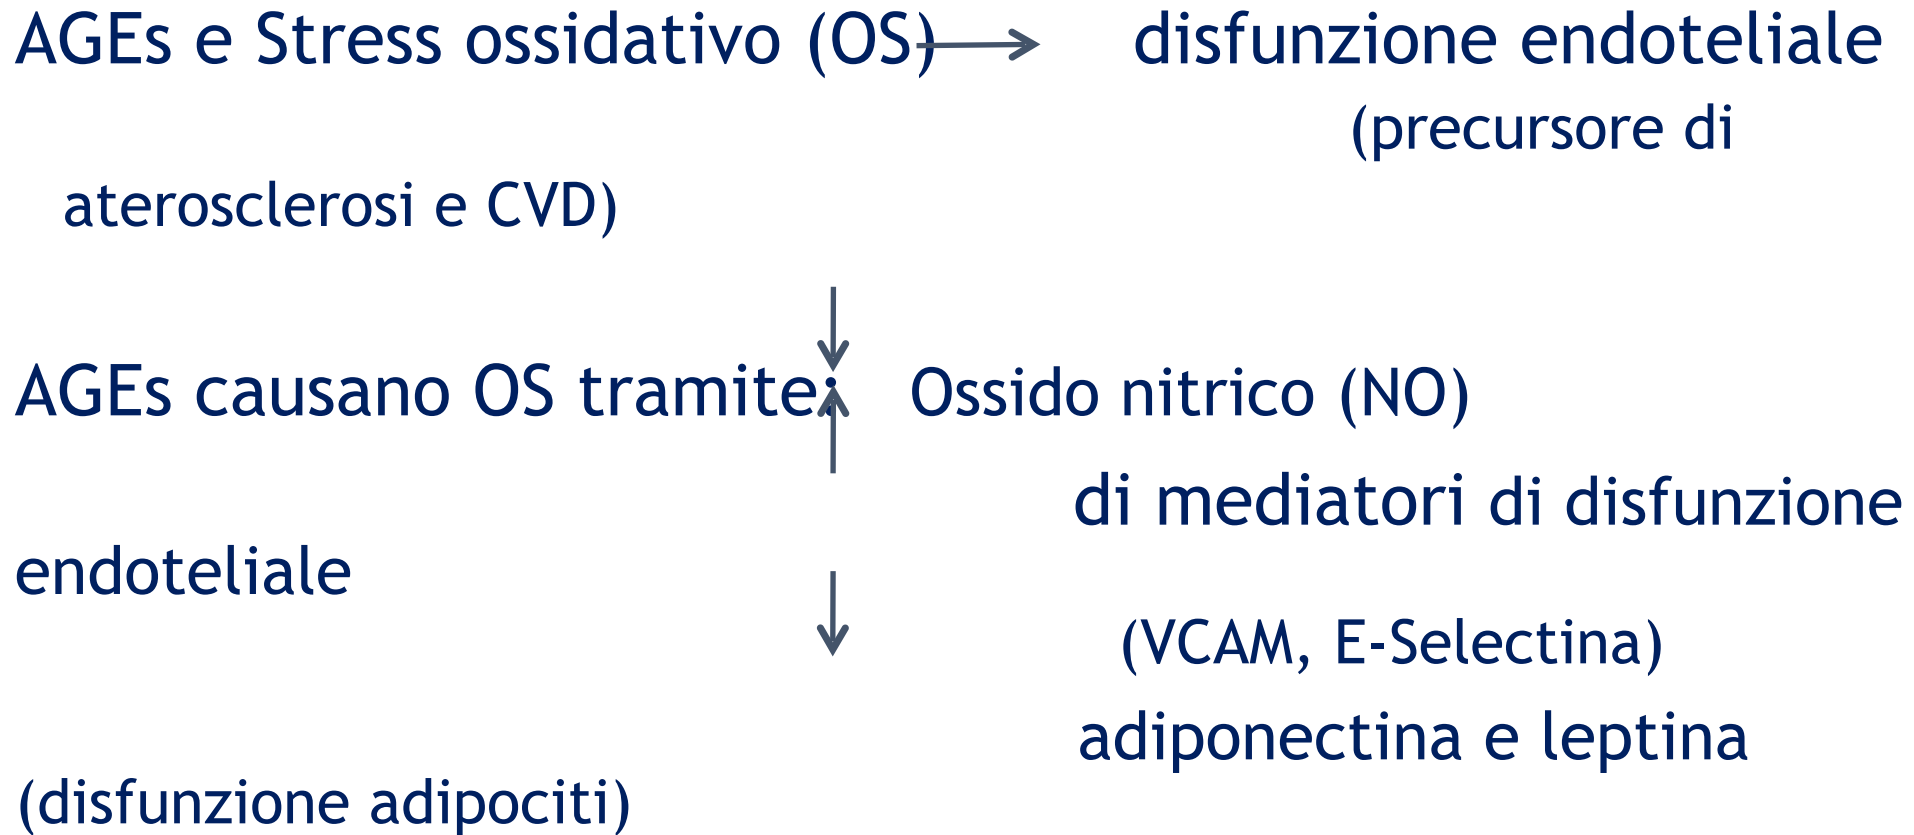 AGEs e Stress ossidativo (OS) → disfunzione endoteliale
(precursore di
aterosclerosi e CVD)
↓
AGEs causano OS tramite: Ossido nitrico (NO)
↑
di mediatori di disfunzione
endoteliale
↓
(VCAM, E-Selectina)
adiponectina e leptina
(disfunzione adipociti)